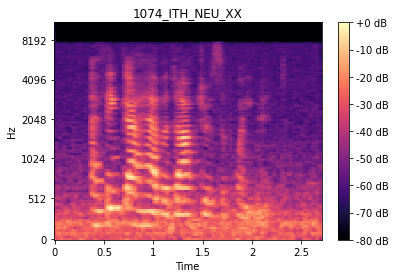 1074_ITH_NEU_XX
Hz
8192
4096
2048
1024
512
0
0
0.5
1
1.5
2
2.5
Time
+0 dB
-10 dB
-20 dB
-30 dB
-40 dB
-50 dB
-60 dB
-70 dB
-80 dB